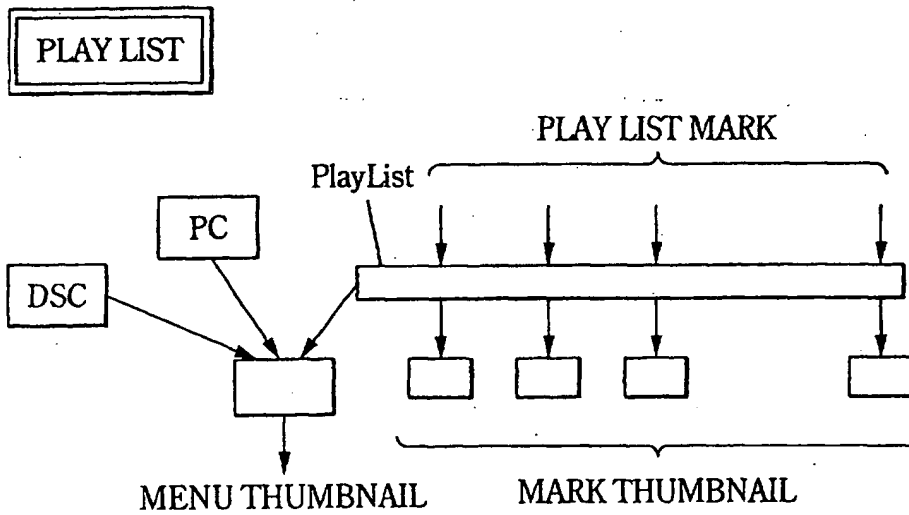 PLAY LIST
PLAY LIST MARK
PlayList
PC
DSC
MENU THUMBNAIL
MARK THUMBNAIL